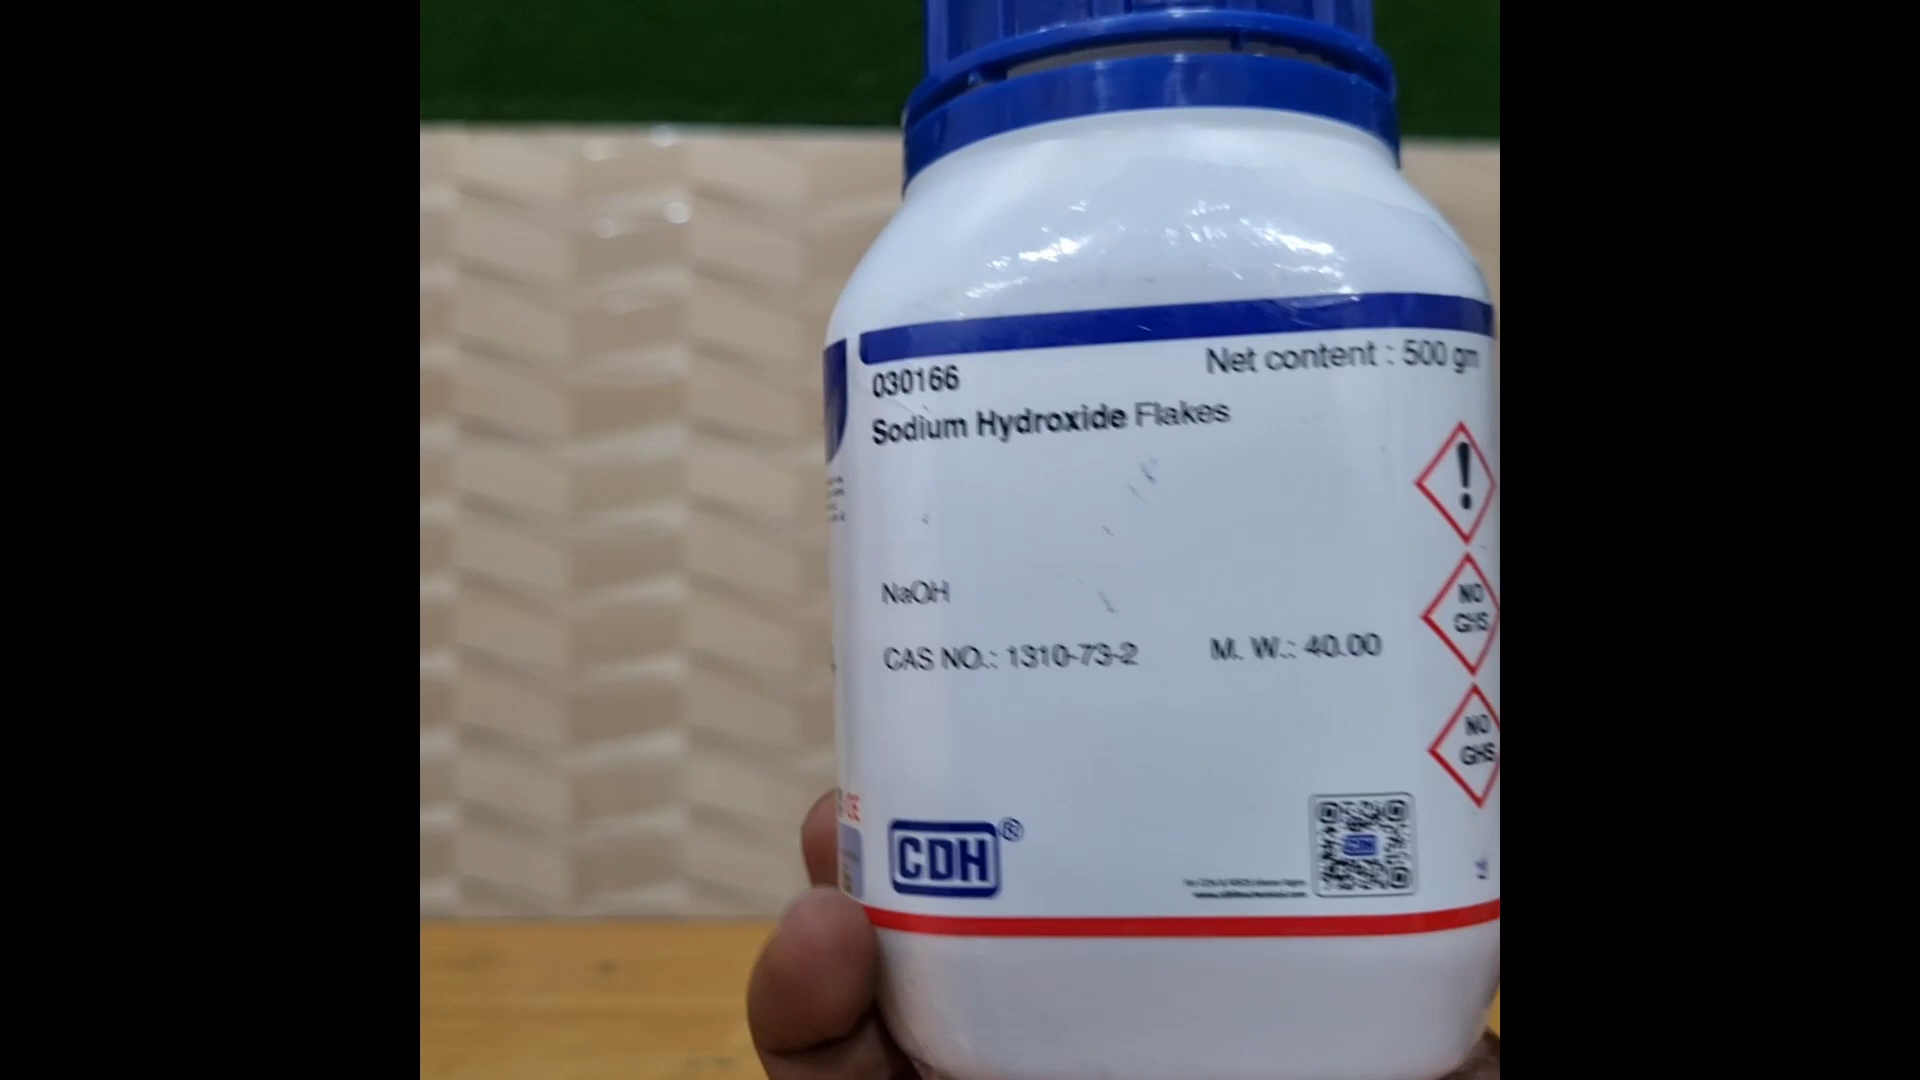 030166
Net content : 500 gm
Sodium Hydroxide Flakes
!
NaOH
NO
GHS
CAS NO.: 1310-73-2
M. W.: 40.00
NO
GHS
CDH®
CDH